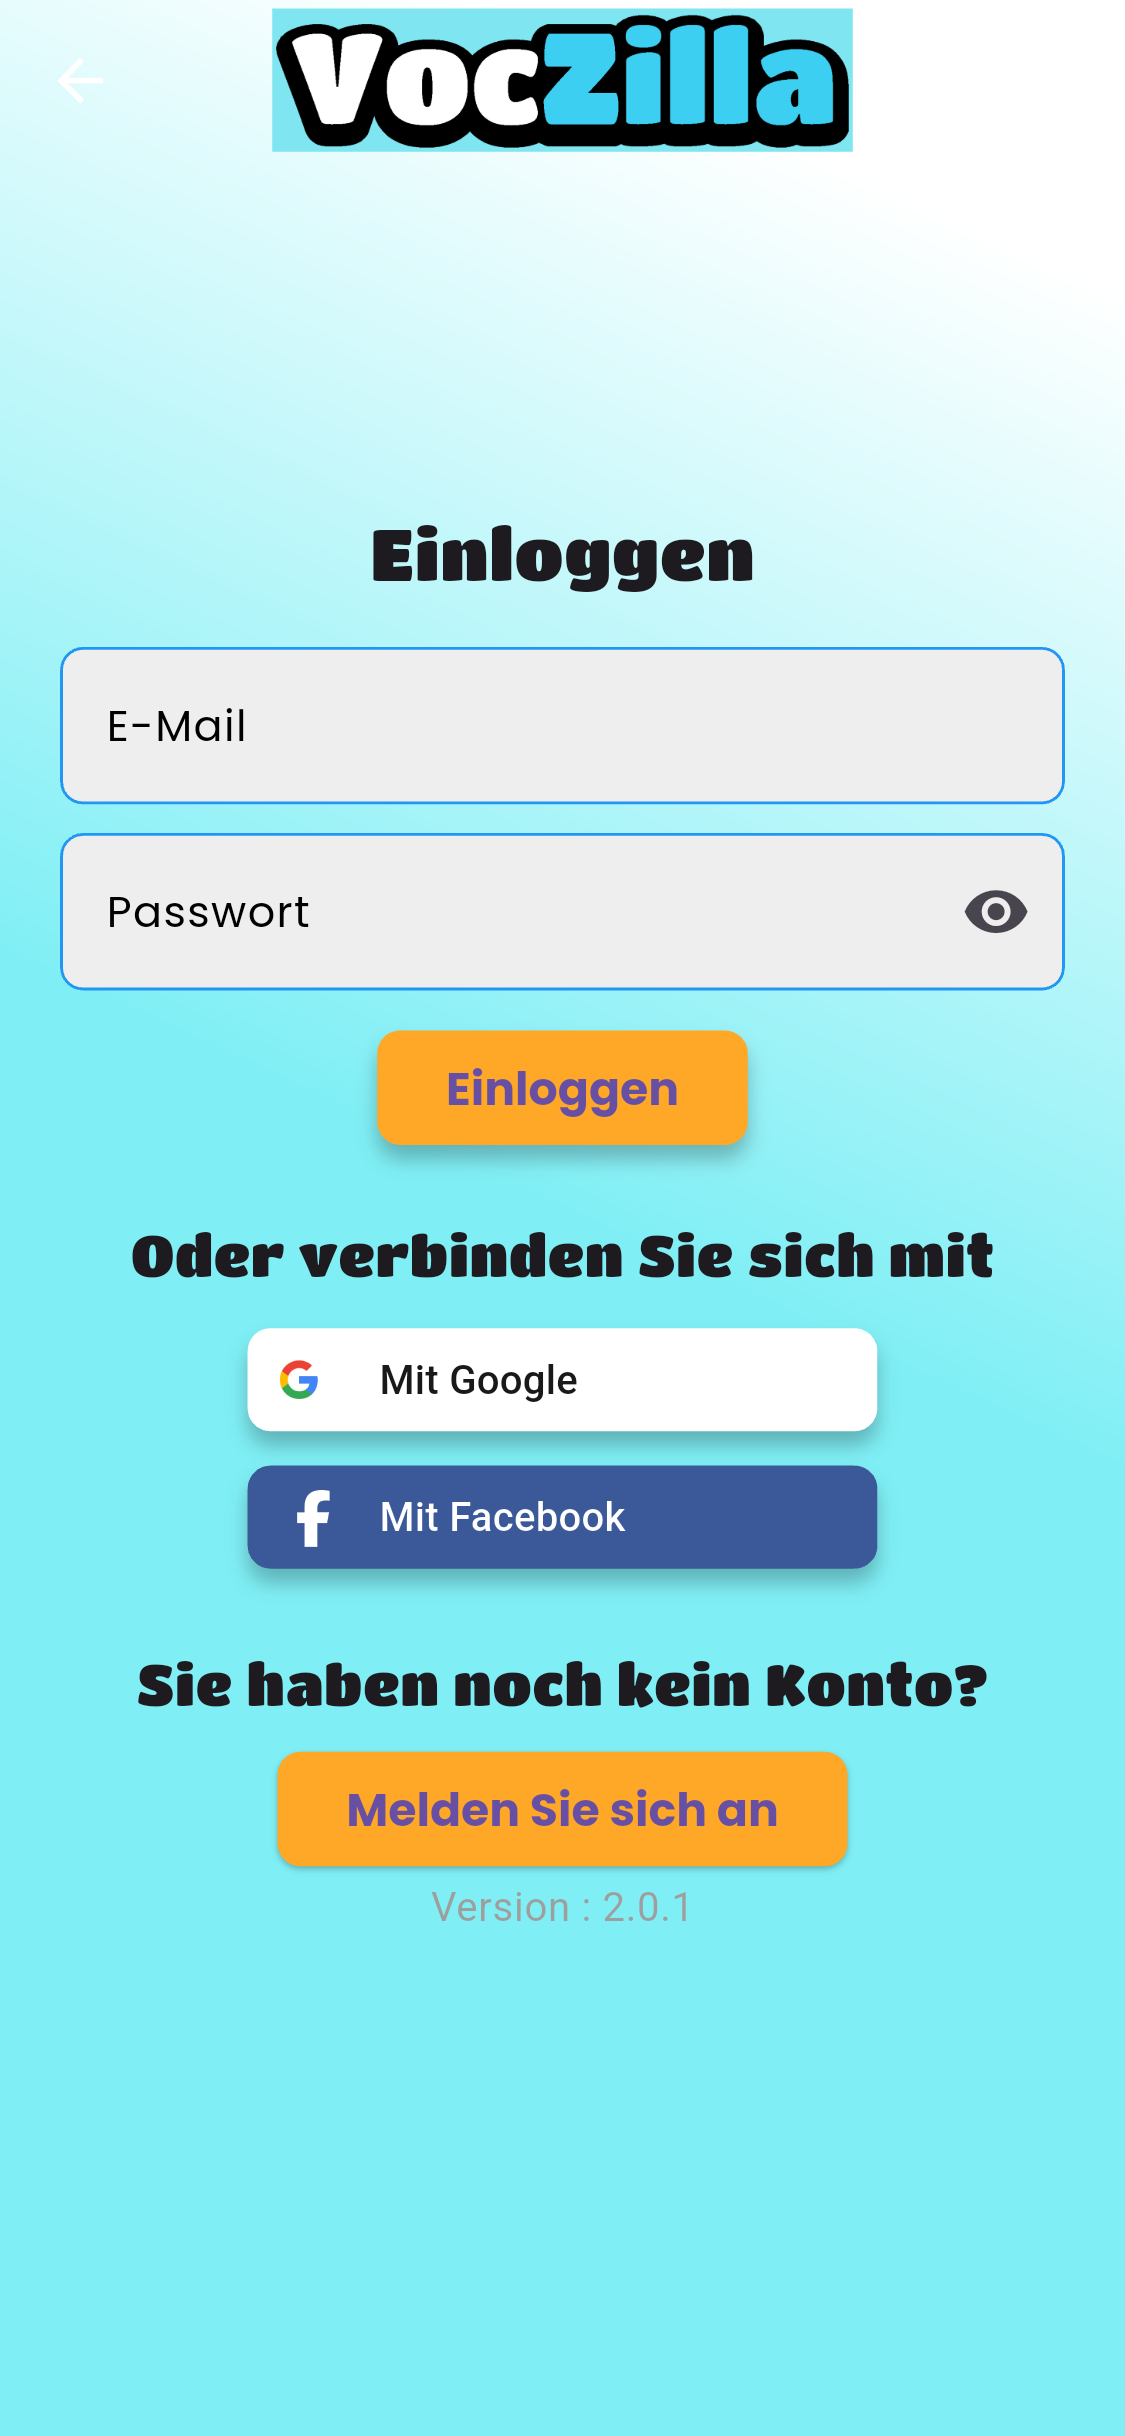 VocZilla
Einloggen
E-Mail
Passwort
Einloggen
Oder verbinden Sie sich mit
Mit Google
Mit Facebook
Sie haben noch kein Konto?
Melden Sie sich an
Version : 2.0.1